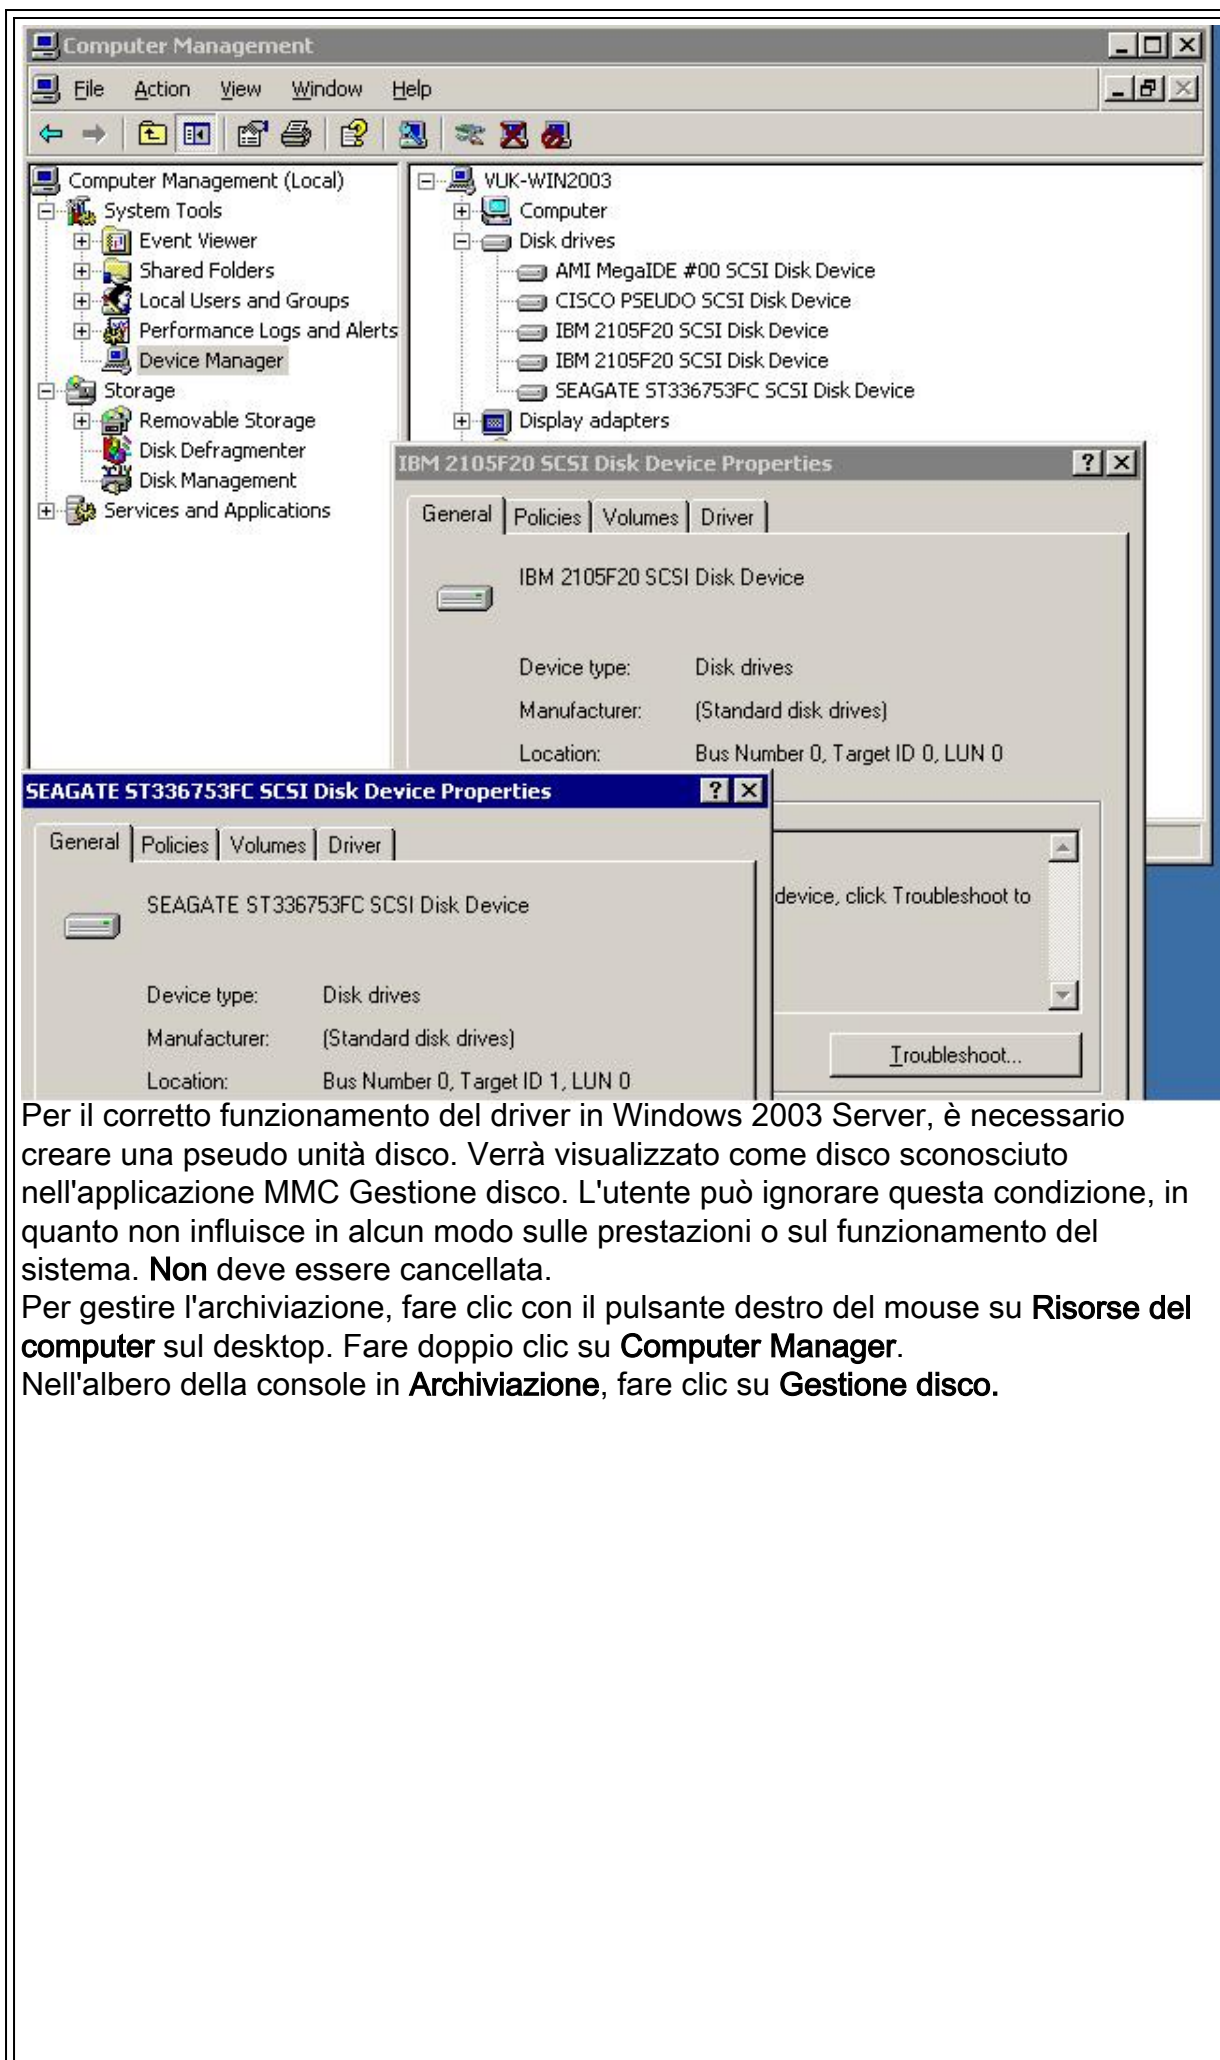 Computer Management
File Action View Window Help
Computer Management (Local)
System Tools
Event Viewer
Shared Folders
Local Users and Groups
Performance Logs and Alerts
Device Manager
Storage
Removable Storage
Disk Defragmenter
Disk Management
Services and Applications
VUK-WIN2003
Computer
Disk drives
AMI MegaIDE #00 SCSI Disk Device
CISCO PSEUDO SCSI Disk Device
IBM 2105F20 SCSI Disk Device
IBM 2105F20 SCSI Disk Device
SEAGATE ST336753FC SCSI Disk Device
Display adapters
IBM 2105F20 SCSI Disk Device Properties
General Policies Volumes Driver
IBM 2105F20 SCSI Disk Device
Device type: Disk drives
Manufacturer: (Standard disk drives)
Location: Bus Number 0, Target ID 0, LUN 0
device, click Troubleshoot to
Troubleshoot...
SEAGATE ST336753FC SCSI Disk Device Properties
General Policies Volumes Driver
SEAGATE ST336753FC SCSI Disk Device
Device type: Disk drives
Manufacturer: (Standard disk drives)
Location: Bus Number 0, Target ID 1, LUN 0
Per il corretto funzionamento del driver in Windows 2003 Server, è necessario
creare una pseudo unità disco. Verrà visualizzato come disco sconosciuto
nell'applicazione MMC Gestione disco. L'utente può ignorare questa condizione, in
quanto non influisce in alcun modo sulle prestazioni o sul funzionamento del
sistema. Non deve essere cancellata.
Per gestire l'archiviazione, fare clic con il pulsante destro del mouse su Risorse del
computer sul desktop. Fare doppio clic su Computer Manager.
Nell'albero della console in Archiviazione, fare clic su Gestione disco.